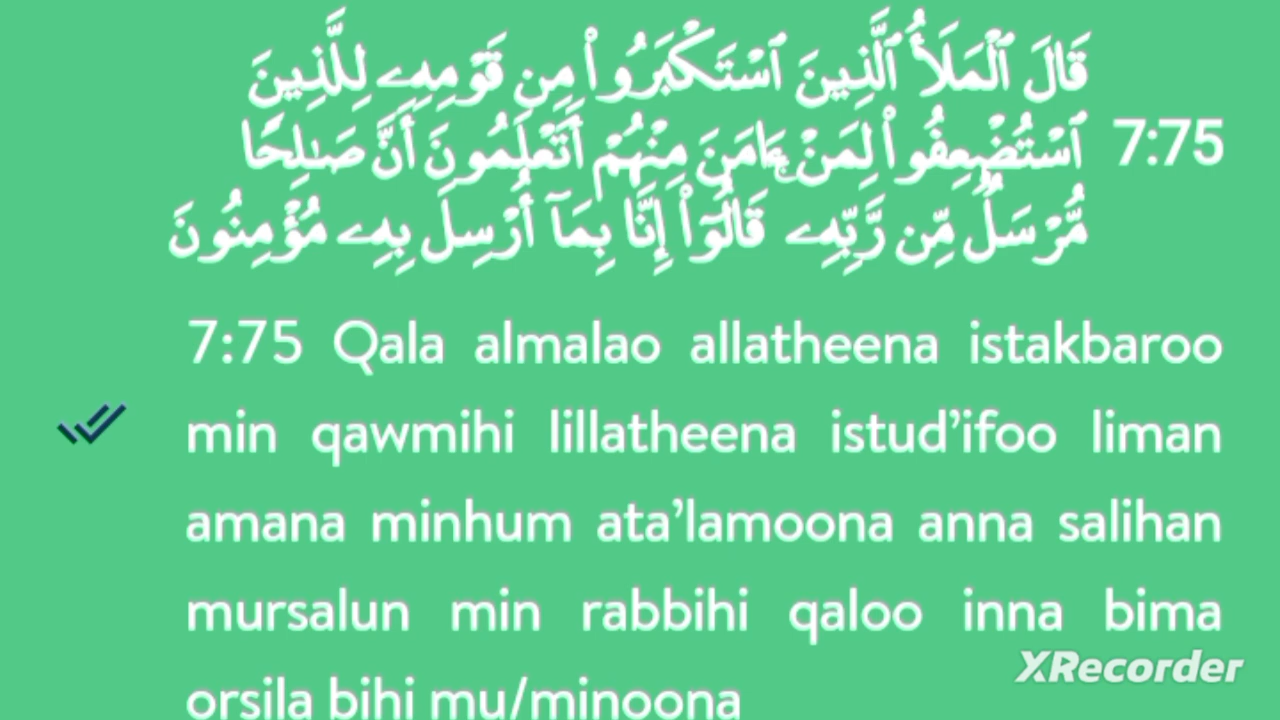 قَالَ ٱلْمَلَأُ ٱلَّذِينَ ٱسْتَكْبَرُوا۟ مِن قَوْمِهِۦ لِلَّذِينَ
7:75 ٱسْتُضْعِفُوا۟ لِمَنْ ءَامَنَ مِنْهُمْ أَتَعْلَمُونَ أَنَّ صَـٰلِحًا
مُّرْسَلٌ مِّن رَّبِّهِۦ قَالُوٓا۟ إِنَّا بِمَآ أُرْسِلَ بِهِۦ مُؤْمِنُونَ
7:75 Qala almalao allatheena istakbaroo
min qawmihi lillatheena istud’ifoo liman
amana minhum ata’lamoona anna salihan
mursalun min rabbihi qaloo inna bima
orsila bihi mu/minoona
XRecorder